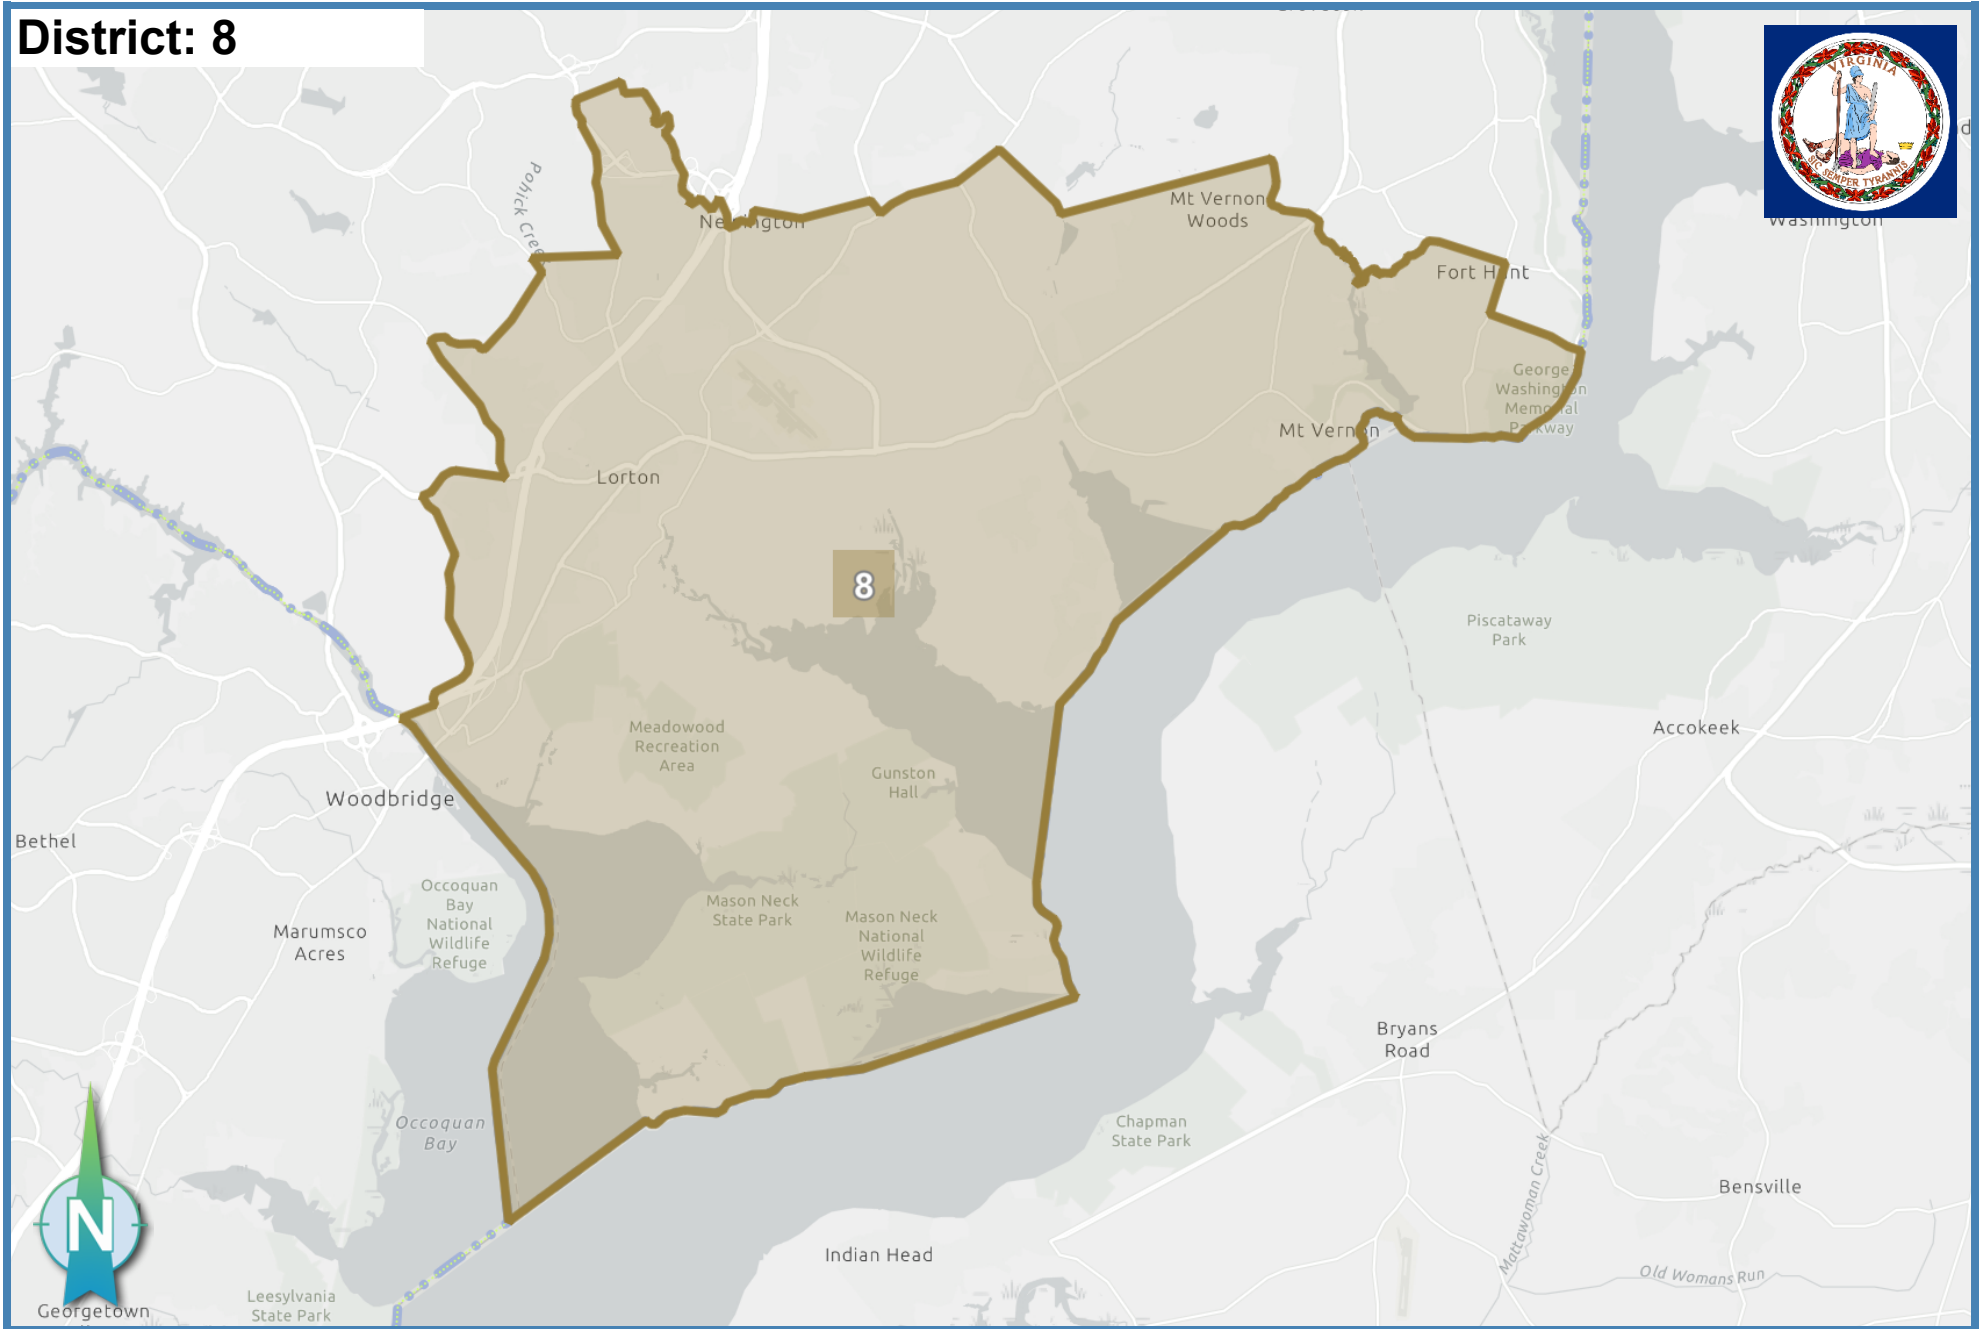 District: 8
VIRGINIA
SIC SEMPER TYRANNIS
Washington
Pohick Creek
Newington
Mt Vernon
Woods
Fort Hunt
George
Washington
Memorial
Parkway
Mt Vernon
Lorton
8
Piscataway
Park
Accokeek
Meadowood
Recreation
Area
Gunston
Hall
Woodbridge
Bethel
Occoquan
Bay
National
Wildlife
Refuge
Mason Neck
State Park
Mason Neck
National
Wildlife
Refuge
Marumsco
Acres
Bryans
Road
Occoquan
Bay
Chapman
State Park
Mattawoman Creek
Bensville
N
Indian Head
Old Womans Run
Leesylvania
State Park
Georgetown